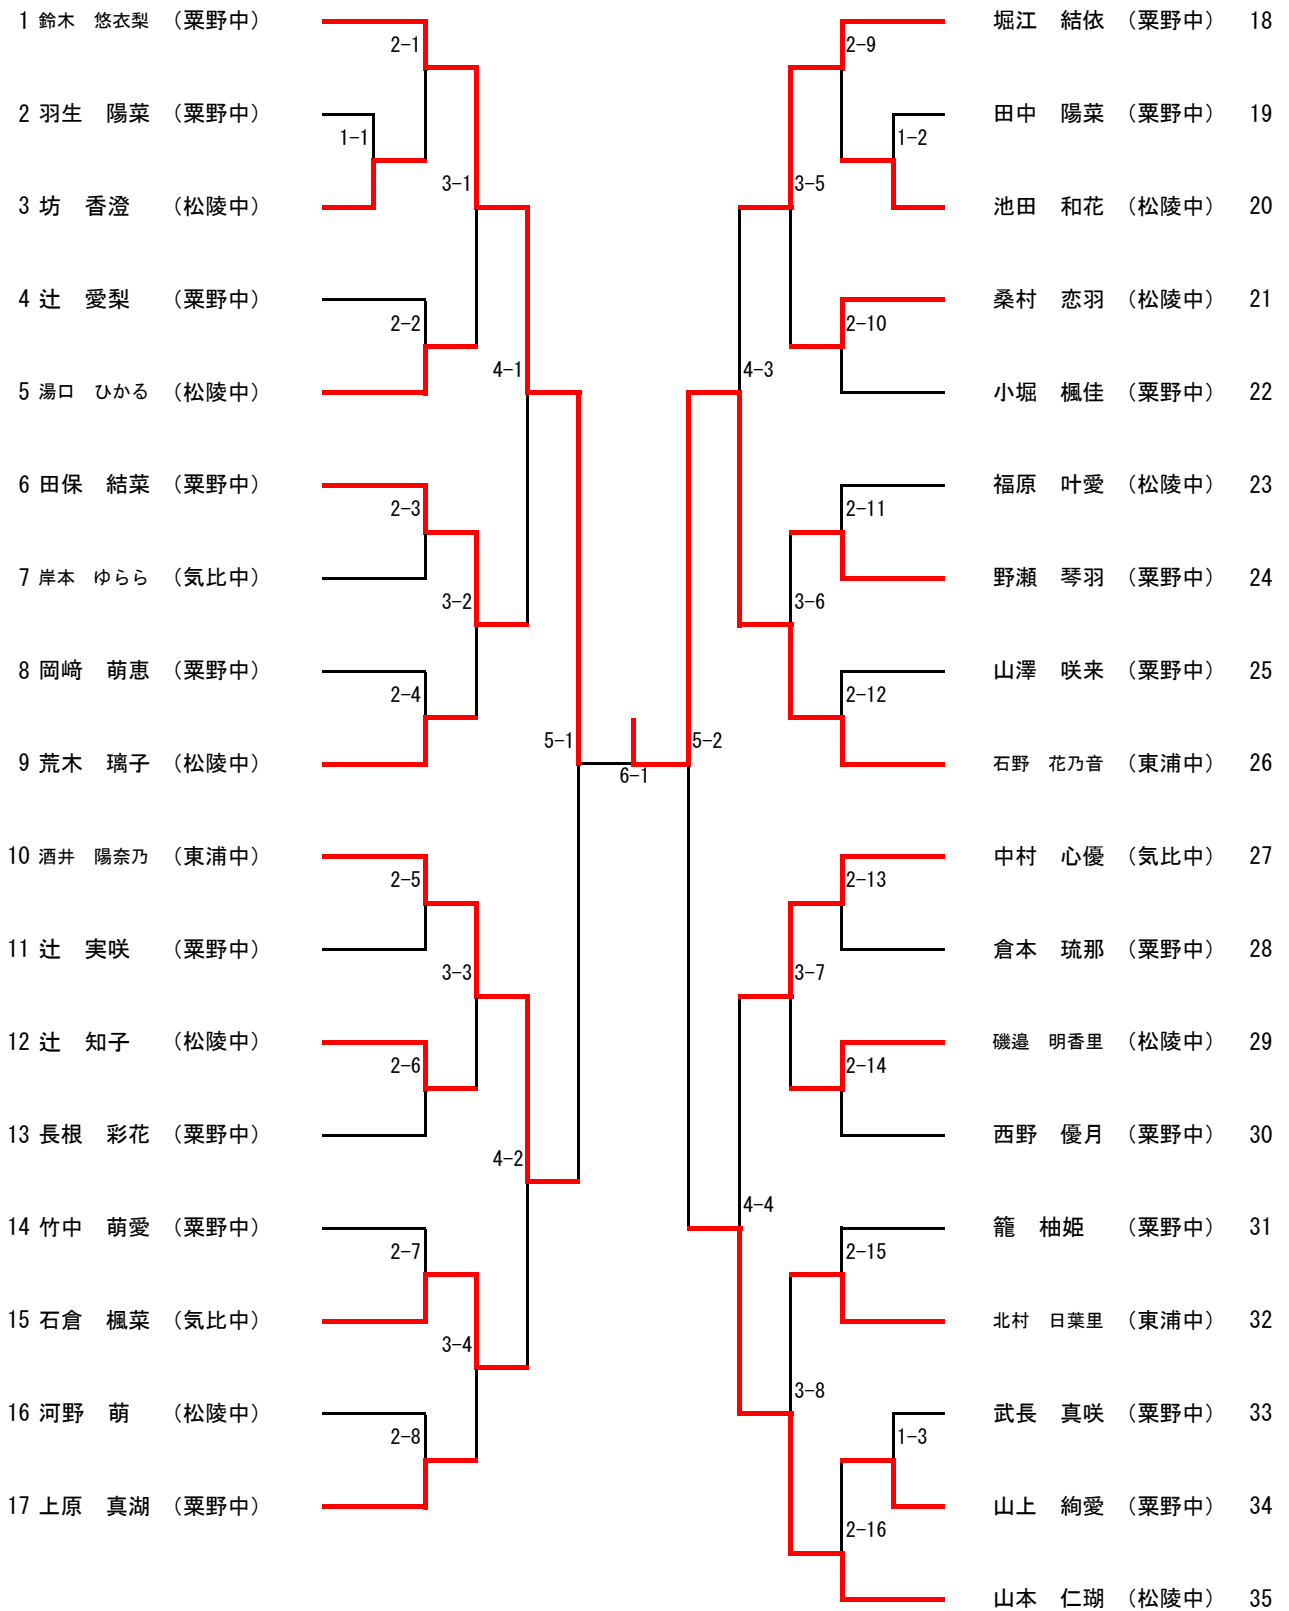 1 鈴木 悠衣梨 （粟野中）
2-1
2 羽生 陽菜 （粟野中）
1-1
3 坊 香澄 （松陵中）
3-1
4 辻 愛梨 （粟野中）
2-2
5 湯口 ひかる （松陵中）
4-1
6 田保 結菜 （粟野中）
2-3
7 岸本 ゆらら （気比中）
3-2
8 岡﨑 萌恵 （粟野中）
2-4
9 荒木 璃子 （松陵中）
5-1
10 酒井 陽奈乃 （東浦中）
2-5
11 辻 実咲 （粟野中）
3-3
12 辻 知子 （松陵中）
2-6
13 長根 彩花 （粟野中）
4-2
14 竹中 萌愛 （粟野中）
2-7
15 石倉 楓菜 （気比中）
3-4
16 河野 萌 （松陵中）
2-8
17 上原 真湖 （粟野中）
6-1
堀江 結依 （粟野中） 18
2-9
田中 陽菜 （粟野中） 19
1-2
3-5
池田 和花 （松陵中） 20
桑村 恋羽 （松陵中） 21
2-10
4-3
小堀 楓佳 （粟野中） 22
福原 叶愛 （松陵中） 23
2-11
野瀬 琴羽 （粟野中） 24
3-6
山澤 咲来 （粟野中） 25
2-12
5-2
石野 花乃音 （東浦中） 26
中村 心優 （気比中） 27
2-13
倉本 琉那 （粟野中） 28
3-7
磯邉 明香里 （松陵中） 29
2-14
西野 優月 （粟野中） 30
4-4
籠 柚姫 （粟野中） 31
2-15
北村 日葉里 （東浦中） 32
3-8
武長 真咲 （粟野中） 33
1-3
山上 絢愛 （粟野中） 34
2-16
山本 仁瑚 （松陵中） 35